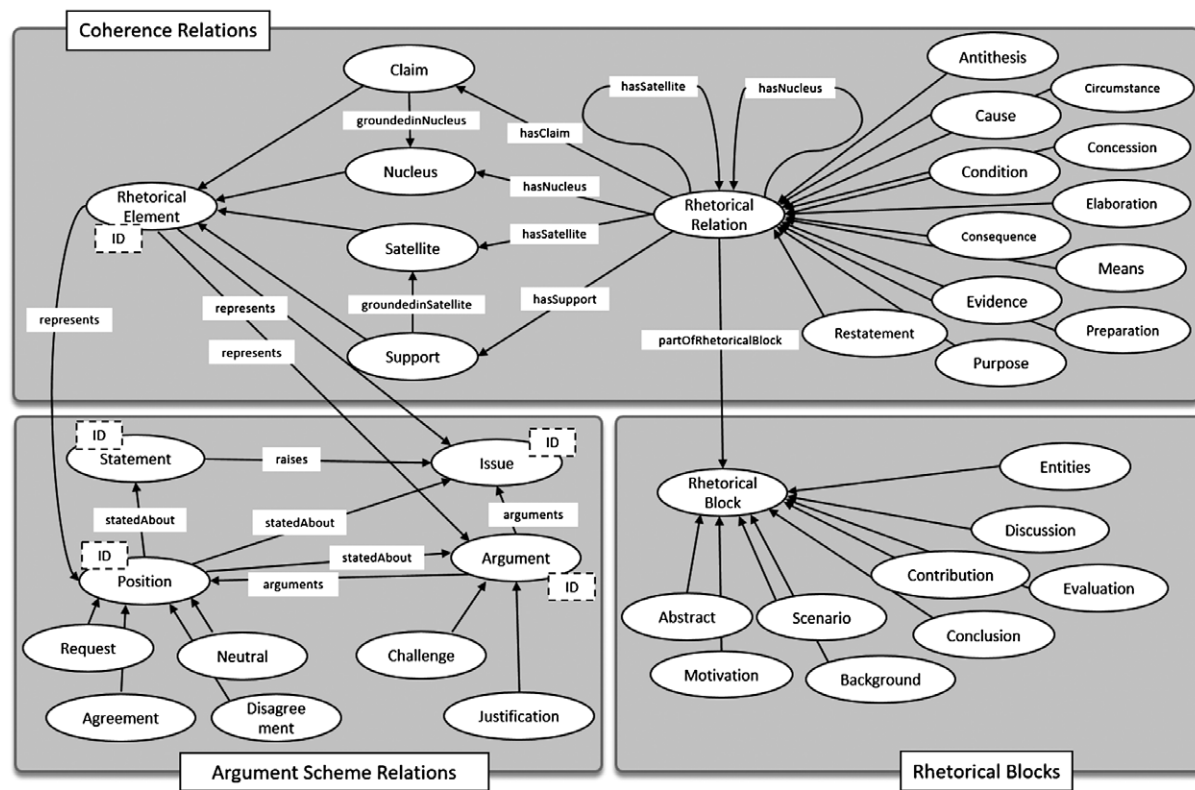 Coherence Relations
Claim
groundedinNucleus
Nucleus
Rhetorical
Element
ID
Satellite
groundedinSatellite
Support
hasClaim
hasNucleus
hasSatellite
hasSupport
hasSatellite
hasNucleus
Rhetorical
Relation
partOfRhetoricalBlock
Antithesis
Circumstance
Cause
Concession
Condition
Elaboration
Consequence
Means
Evidence
Preparation
Restatement
Purpose
represents
represents
represents
ID
Statement
raises
ID
Issue
statedAbout
statedAbout
arguments
ID
Position
statedAbout
arguments
Argument
ID
Request
Neutral
Agreement
Disagree
ment
Challenge
Justification
Argument Scheme Relations
Rhetorical
Block
Entities
Discussion
Contribution
Evaluation
Abstract
Scenario
Conclusion
Motivation
Background
Rhetorical Blocks